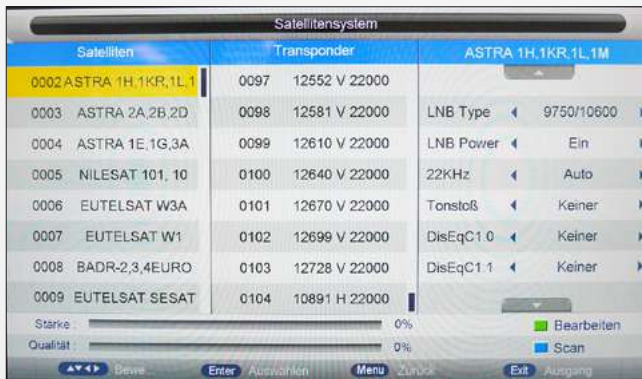 Satellitensystem
Satelliten Transponder ASTRA 1H,1KR,1L,1M
0002 ASTRA 1H,1KR,1L,1 0097 12552 V 22000
0003 ASTRA 2A,2B,2D 0098 12581 V 22000 LNB Type 9750/10600
0004 ASTRA 1E,1G,3A 0099 12610 V 22000 LNB Power Ein
0005 NILESAT 101, 10 0100 12640 V 22000 22KHz Auto
0006 EUTELSAT W3A 0101 12670 V 22000 Tonstoß Keiner
0007 EUTELSAT W1 0102 12699 V 22000 DisEqC1.0 Keiner
0008 BADR-2,3,4EURO 0103 12728 V 22000 DisEqC1.1 Keiner
0009 EUTELSAT SESAT 0104 10891 H 22000
Stärke : 0% Bearbeiten
Qualität : 0% Scan
Bewe... Enter Auswählen Menu Zurück Exit Ausgang